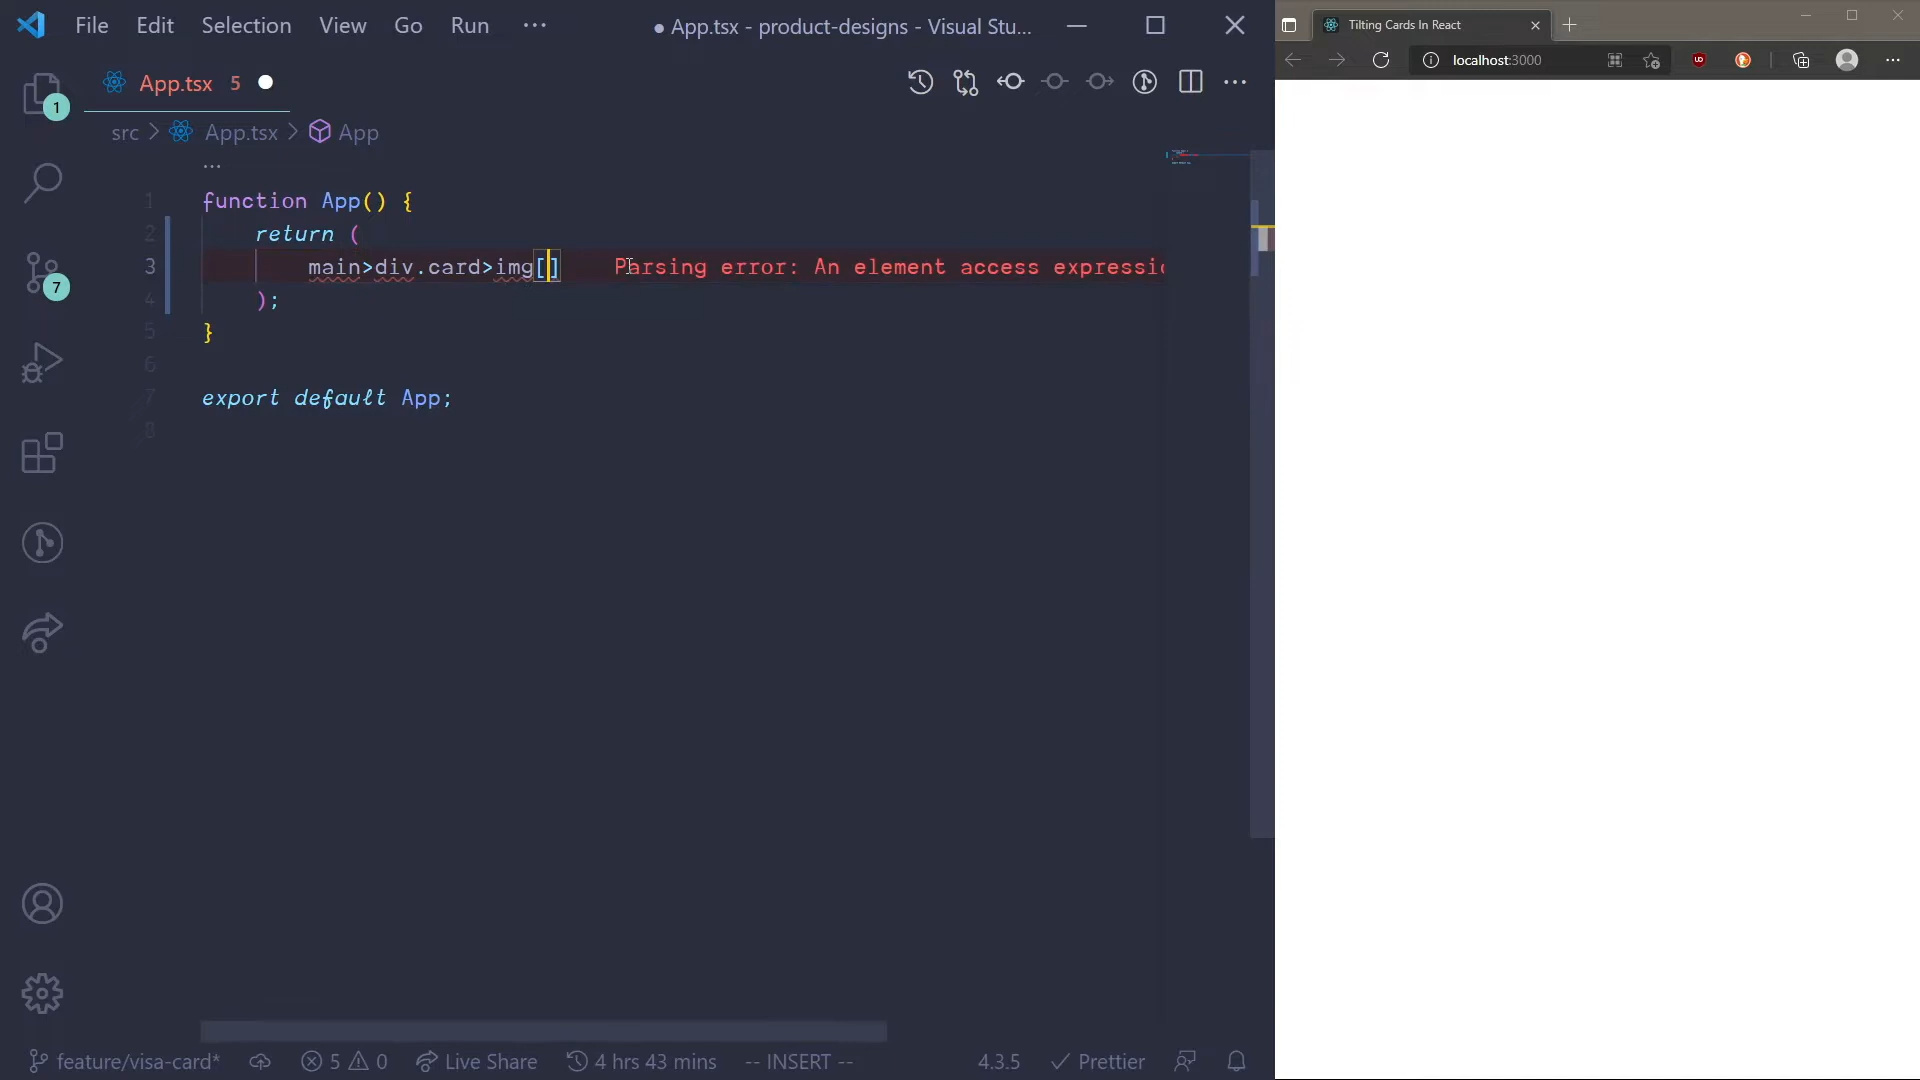 File Edit Selection View Go Run ···
● App.tsx - product-designs - Visual Stu...
Tilting Cards In React
localhost:3000
App.tsx 5
1
src > App.tsx > App
...
1 function App() {
2 return (
3 main>div.card>img[] Parsing error: An element access expressio
4 );
5 }
6
7 export default App;
8
7
feature/visa-card* 5 0 Live Share 4 hrs 43 mins -- INSERT -- 4.3.5 Prettier